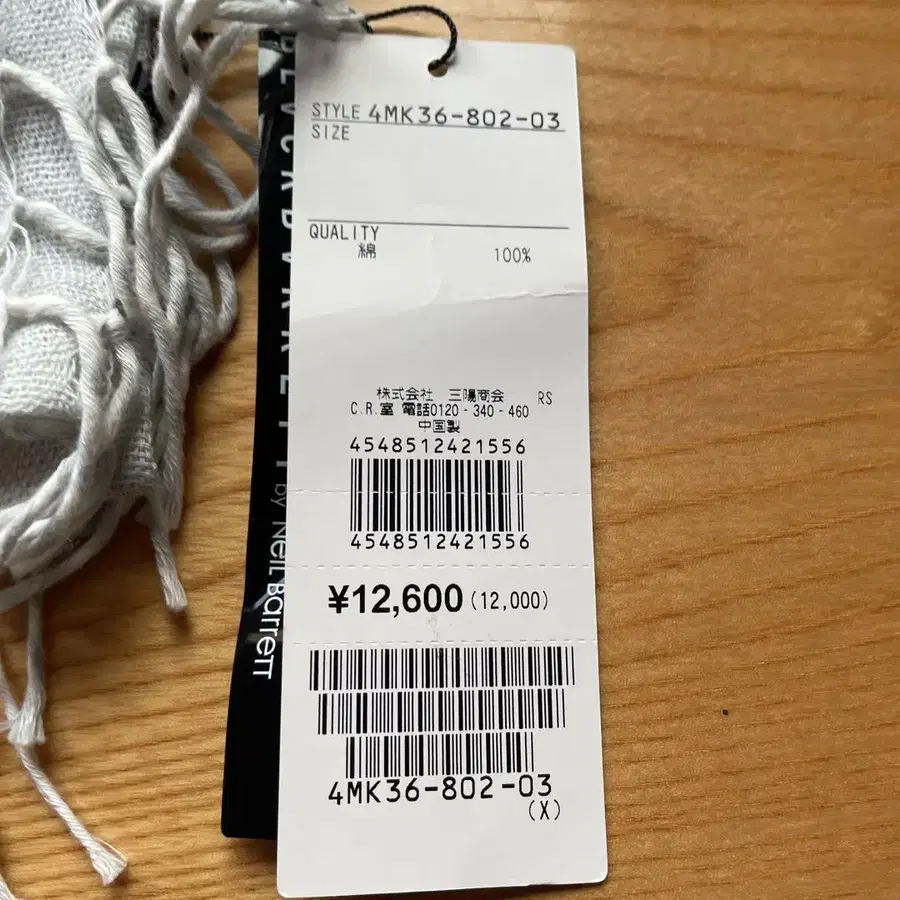 BLACKBARRETT
by Neil Barrett
STYLE 4MK36-802-03
SIZE
QUALITY
綿 100%
株式会社 三陽商会 RS
C.R.室 電話0120-340-460
中国製
4548512421556
4548512421556
¥12,600(12,000)
4MK36-802-03
(X)